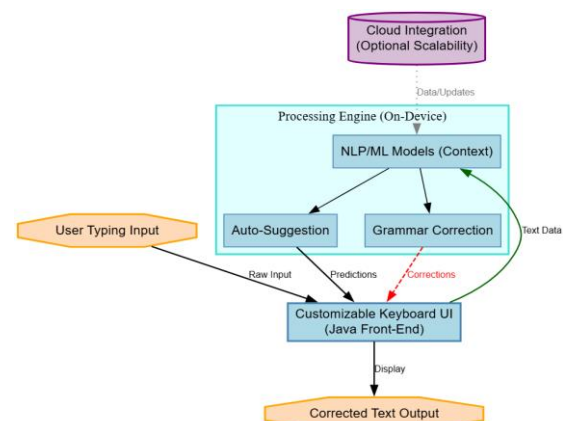 Cloud Integration
(Optional Scalability)
Data/Updates
Processing Engine (On-Device)
NLP/ML Models (Context)
User Typing Input
Auto-Suggestion
Grammar Correction
Text Data
Raw Input
Predictions
Corrections
Customizable Keyboard UI
(Java Front-End)
Display
Corrected Text Output